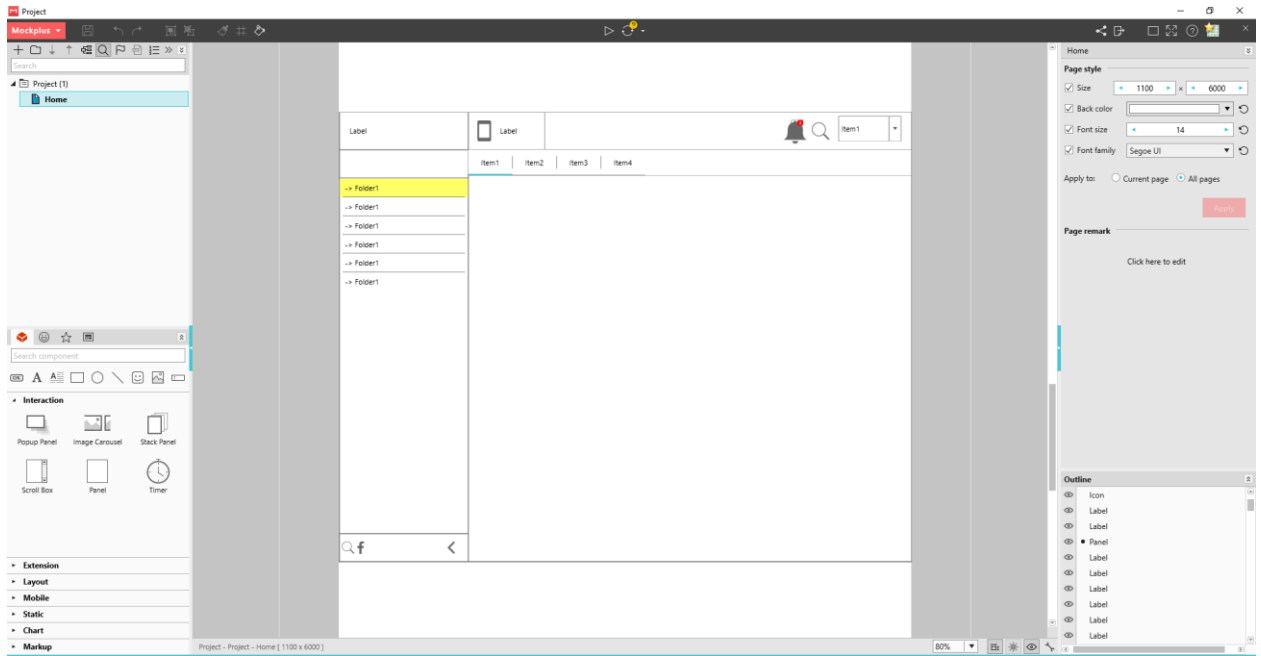 Project
Mockplus
Search
Project (1)
Home
Search component
OK A A
Interaction
Popup Panel Image Carousel Stack Panel
Scroll Box Panel Timer
Extension
Layout
Mobile
Static
Chart
Markup
Label Label Item1
Item1 Item2 Item3 Item4
-> Folder1
-> Folder1
-> Folder1
-> Folder1
-> Folder1
-> Folder1
Project - Project - Home [ 1100 x 6000 ]
80%
Home
Page style
Size 1100 x 6000
Back color
Font size 14
Font family Segoe UI
Apply to: Current page All pages
Apply
Page remark
Click here to edit
Outline
Icon
Label
Label
Panel
Label
Label
Label
Label
Label
Label